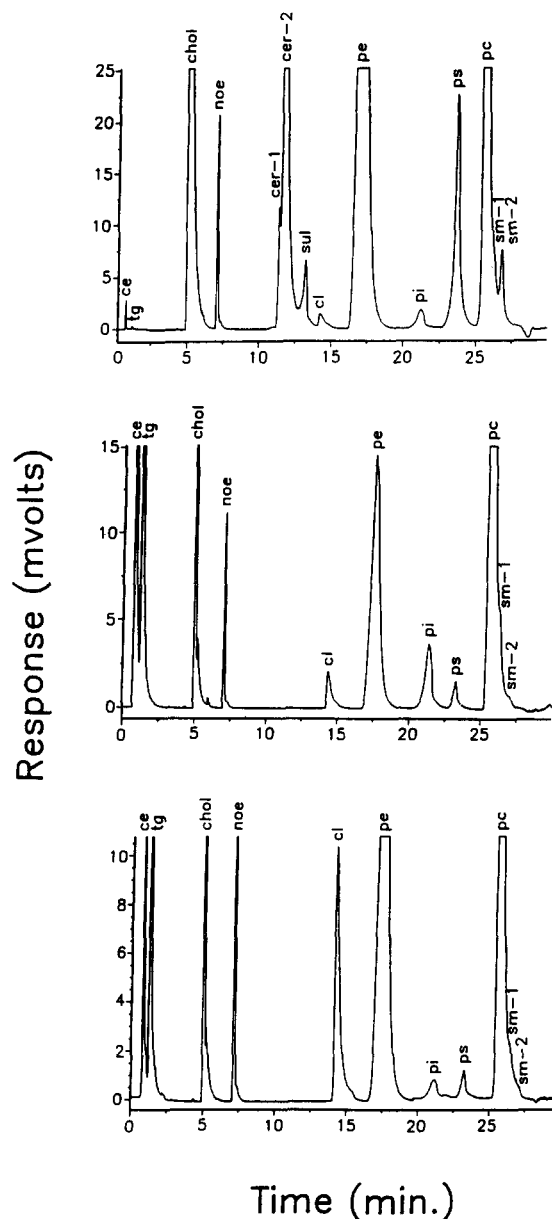 Response (mvolts)
ce
tg
chol
noe
cer-1
cer-2
sul
cl
pe
pi
ps
pc
sm-1
sm-2
25
20
15
10
5
0
0 5 10 15 20 25
ce
tg
chol
noe
cl
pe
pi
ps
pc
sm-1
sm-2
15
10
5
0
0 5 10 15 20 25
ce
tg
chol
noe
cl
pe
pi
ps
pc
sm-1
sm-2
10
8
6
4
2
0
0 5 10 15 20 25
Time (min.)